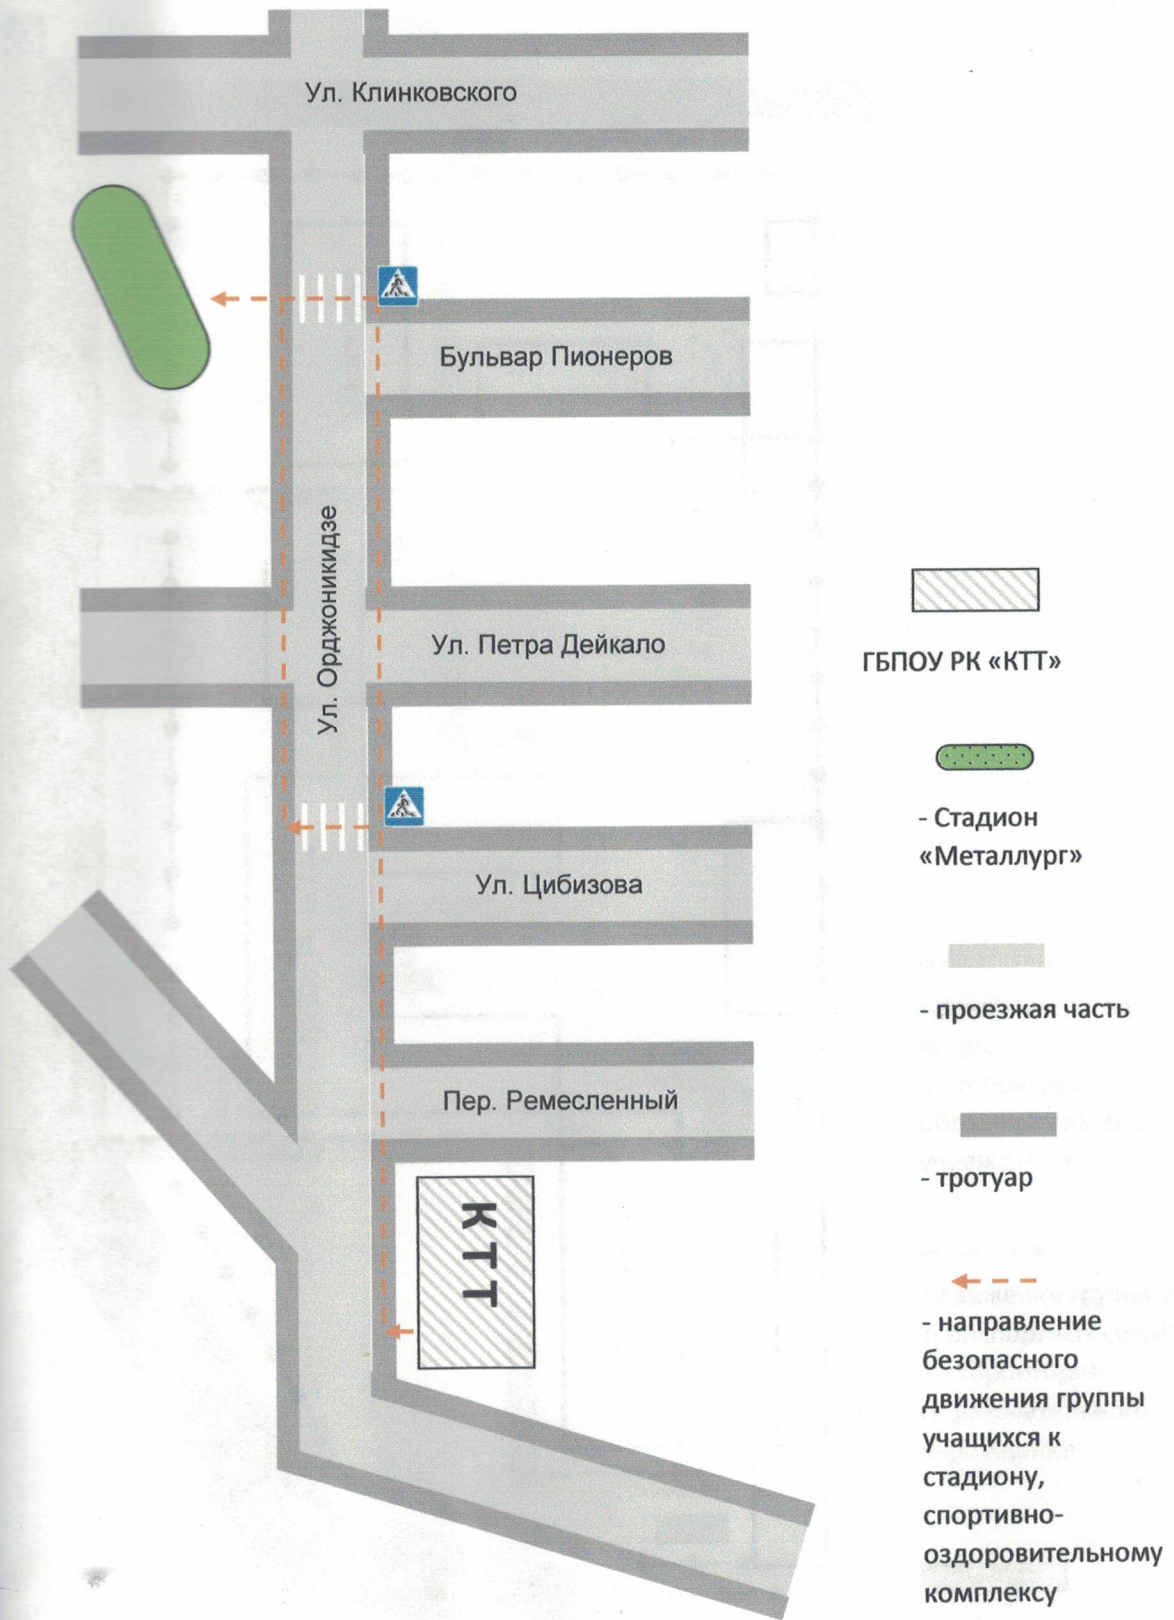 Ул. Клинковского
Бульвар Пионеров
Ул. Орджоникидзе
Ул. Петра Дейкало
Ул. Цибизова
Пер. Ремесленный
КТТ
ГБПОУ РК «КТТ»
- Стадион
«Металлург»
- проезжая часть
- тротуар
- направление
безопасного
движения группы
учащихся к
стадиону,
спортивно-
оздоровительному
комплексу